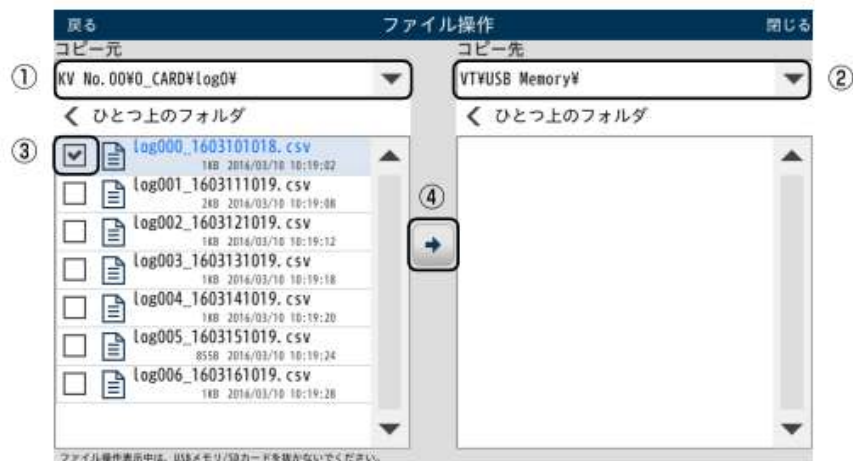 戻る ファイル操作 閉じる
コピー元 コピー先
① KV No.00¥0_CARD¥log0¥ VT¥USB Memory¥ ②
ひとつ上のフォルダ ひとつ上のフォルダ
③ log000_1603101018.csv
1KB 2016/03/10 10:19:02
log001_1603111019.csv
2KB 2016/03/10 10:19:08
④
log002_1603121019.csv
1KB 2016/03/10 10:19:12
log003_1603131019.csv
1KB 2016/03/10 10:19:18
log004_1603141019.csv
1KB 2016/03/10 10:19:20
log005_1603151019.csv
855B 2016/03/10 10:19:24
log006_1603161019.csv
1KB 2016/03/10 10:19:28
ファイル操作表示中は、USBメモリ/SDカードを抜かないでください。